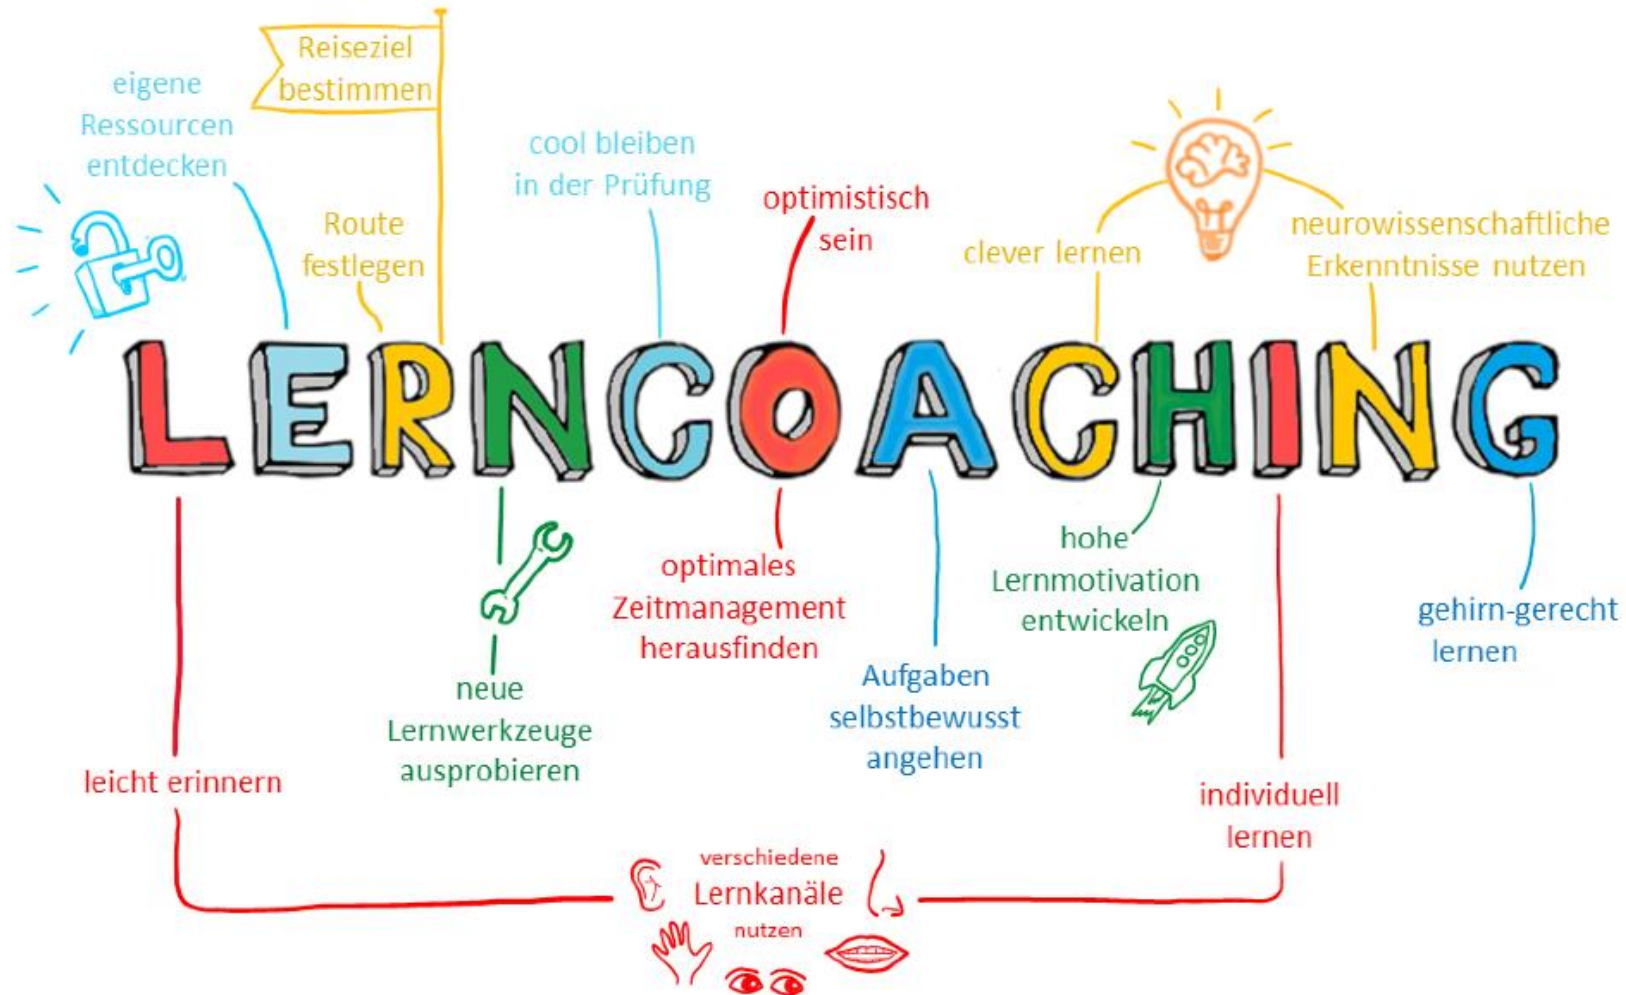 Reiseziel
bestimmen
eigene
Ressourcen
entdecken
Route
festlegen
cool bleiben
in der Prüfung
optimistisch
sein
clever lernen
neurowissenschaftliche
Erkenntnisse nutzen
LERNCOACHING
leicht erinnern
neue
Lernwerkzeuge
ausprobieren
optimales
Zeitmanagement
herausfinden
Aufgaben
selbstbewusst
angehen
hohe
Lernmotivation
entwickeln
individuell
lernen
gehirn-gerecht
lernen
verschiedene
Lernkanäle
nutzen